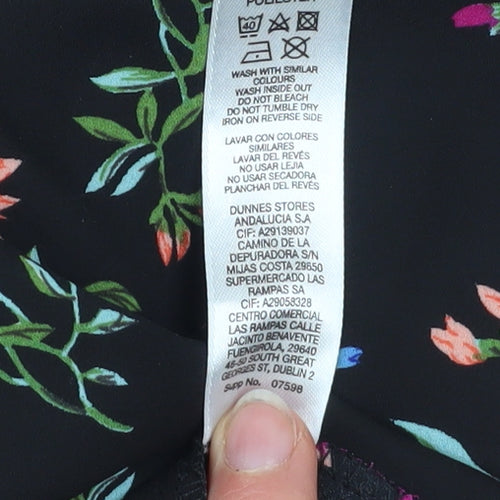 POLIESTER
40
WASH WITH SIMILAR
COLOURS
WASH INSIDE OUT
DO NOT BLEACH
DO NOT TUMBLE DRY
IRON ON REVERSE SIDE
LAVAR CON COLORES
SIMILARES
LAVAR DEL REVÉS
NO USAR LEJIA
NO USAR SECADORA
PLANCHAR DEL REVÉS
DUNNES STORES
ANDALUCIA S.A
CIF: A29139037
CAMINO DE LA
DEPURADORA S/N
MIJAS COSTA 29650
SUPERMERCADO LAS
RAMPAS SA
CIF: A29058328
CENTRO COMERCIAL
LAS RAMPAS CALLE
JACINTO BENAVENTE
FUENGIROLA, 29640
46-50 SOUTH GREAT
GEORGES ST, DUBLIN 2
Supp No. 07598